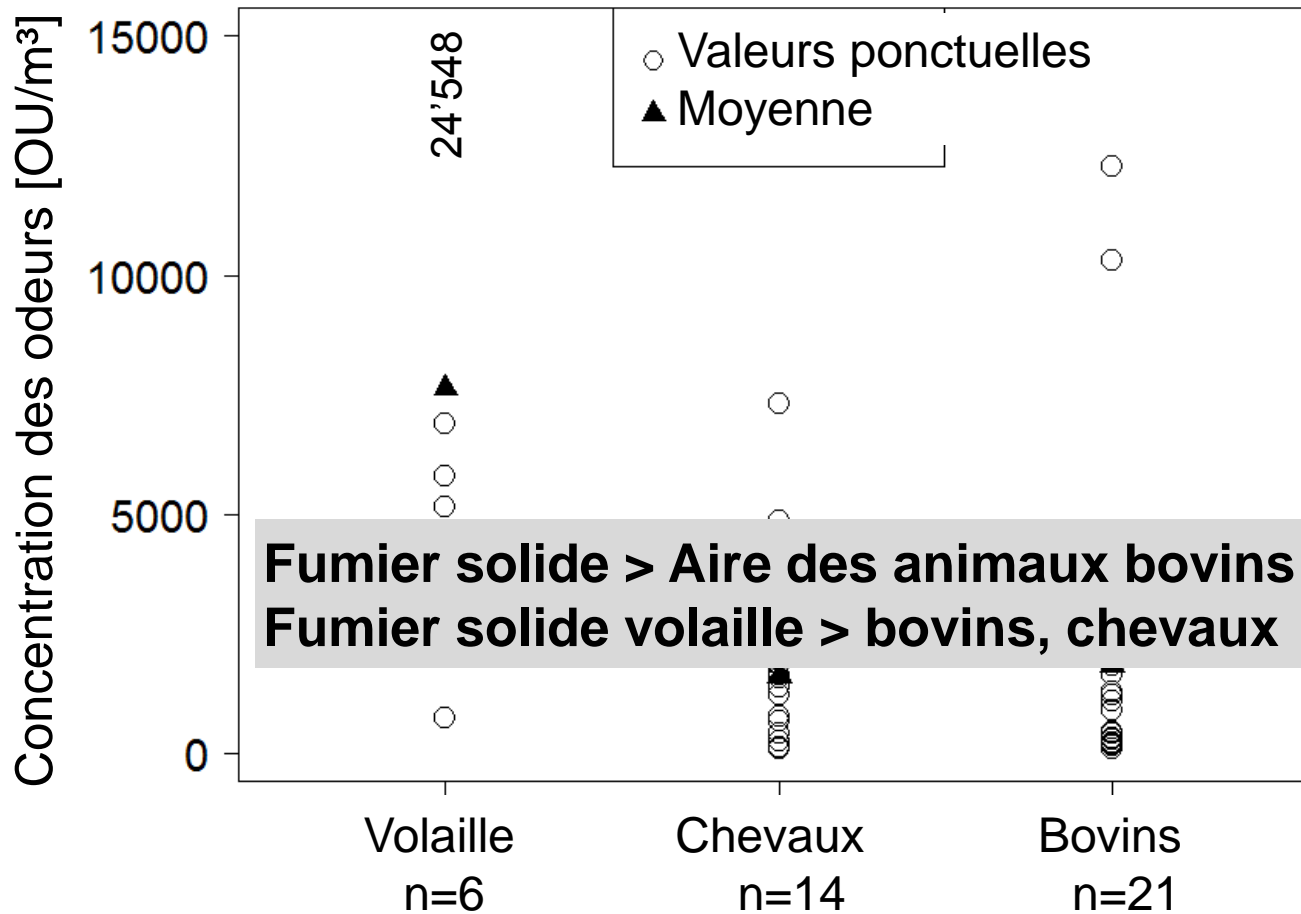 Concentration des odeurs [OU/m³]
15000
10000
5000
0
24’548
Valeurs ponctuelles
Moyenne
Fumier solide > Aire des animaux bovins
Fumier solide volaille > bovins, chevaux
Volaille
n=6
Chevaux
n=14
Bovins
n=21